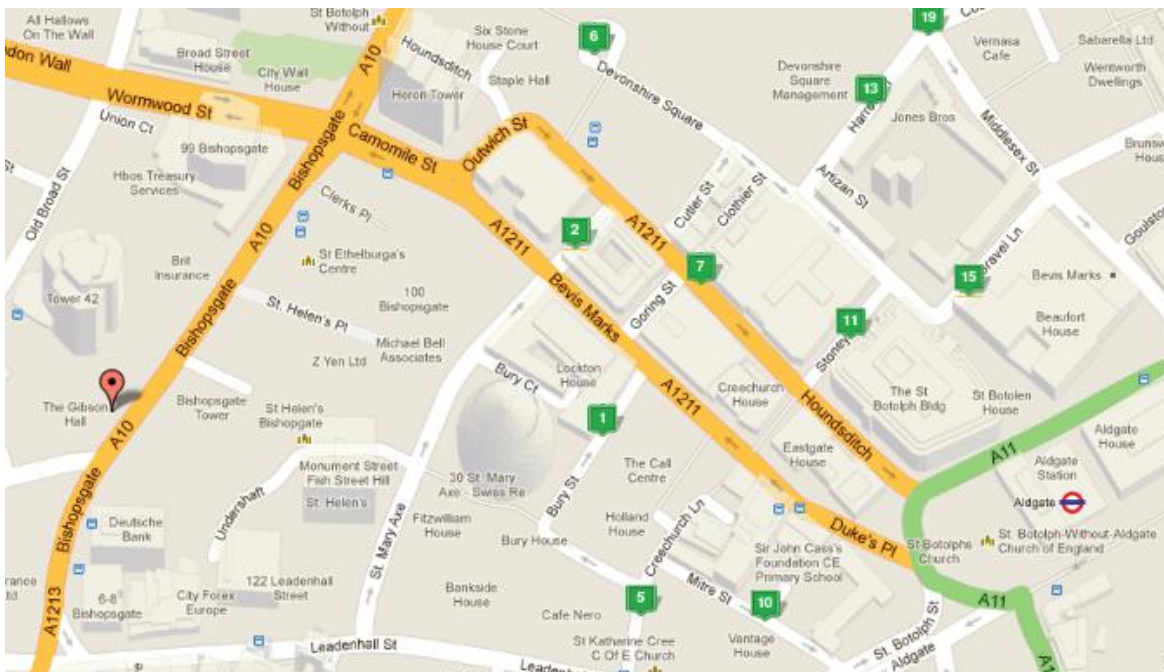 All Hallows
On The Wall
St Botolph
Without
Six Stone
House Court
6
19
Vernasa
Cafe
Sabarella Ltd
Broad Street
House
City Wall
House
A10
Houndsditch
Staple Hall
Devonshire
Square
Management
13
Wentworth
Dwellings
don Wall
Wormwood St
Heron Tower
Devonshire Square
Jones Bros
Middlesex St
Union Ct
99 Bishopsgate
Bishopsgate
Camomile St
Outwich St
Hbos Treasury
Services
Clerks Pl
Cutler St
Clothier St
Artizan St
Old Broad St
A10
2
A1211
A1211
7
Gravel Ln
Goulston
Brit
Insurance
St Ethelburga's
Centre
Tower 42
Bishopsgate
St. Helen's Pl
100
Bishopsgate
Bevis Marks
Goring St
15
Bevis Marks
11
Beaufort
House
Z Yen Ltd
Michael Bell
Associates
Stoney
Bury Ct
Lockton
House
The Gibson
Hall
A10
Bishopsgate
Tower
St Helen's
Bishopsgate
1
A1211
Creechurch
House
Houndsditch
The St
Botolph Bldg
St Botolen
House
Aldgate
House
Bishopsgate
Monument Street
Fish Street Hill
St. Helen's
30 St. Mary
Axe - Swiss Re
The Call
Centre
Eastgate
House
A11
Aldgate
Station
Aldgate
Deutsche
Bank
Undershaft
St. Mary Axe
Fitzwilliam
House
Bury St
Bury House
Holland
House
Creechurch Ln
Duke's Pl
St Botolphs
Church
St. Botolph-Without-Aldgate
Church of England
Sir John Cass's
Foundation CE
Primary School
A1213
6-8
Bishopsgate
City Forex
Europe
122 Leadenhall
Street
Bankside
House
Cafe Nero
5
Mitre St
10
A11
Leadenhall St
St Katharine Cree
C Of E Church
Vantage
House
St. Botolph St
Aldgate